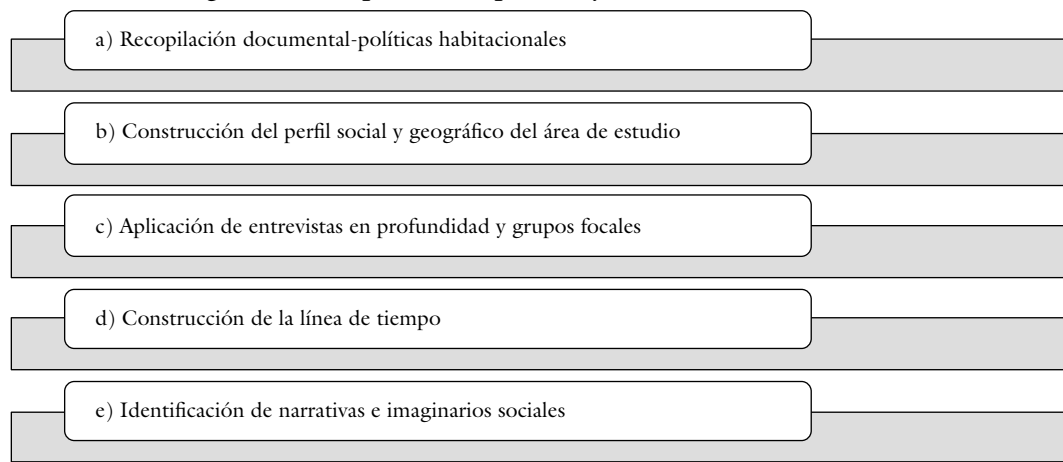 a) Recopilación documental-políticas habitacionales
b) Construcción del perfil social y geográfico del área de estudio
c) Aplicación de entrevistas en profundidad y grupos focales
d) Construcción de la línea de tiempo
e) Identificación de narrativas e imaginarios sociales